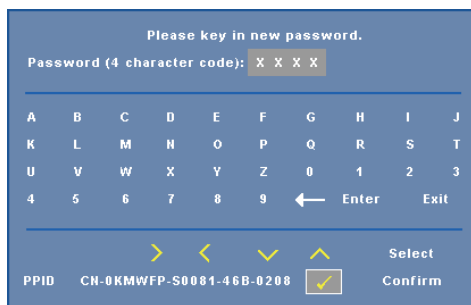 Please key in new password.
Password (4 character code): X X X X
A B C D E F G H I J
K L M N O P Q R S T
U V W X Y Z 0 1 2 3
4 5 6 7 8 9 ← Enter Exit
Select
PPID CN-0KMWFP-S0081-46B-0208 Confirm